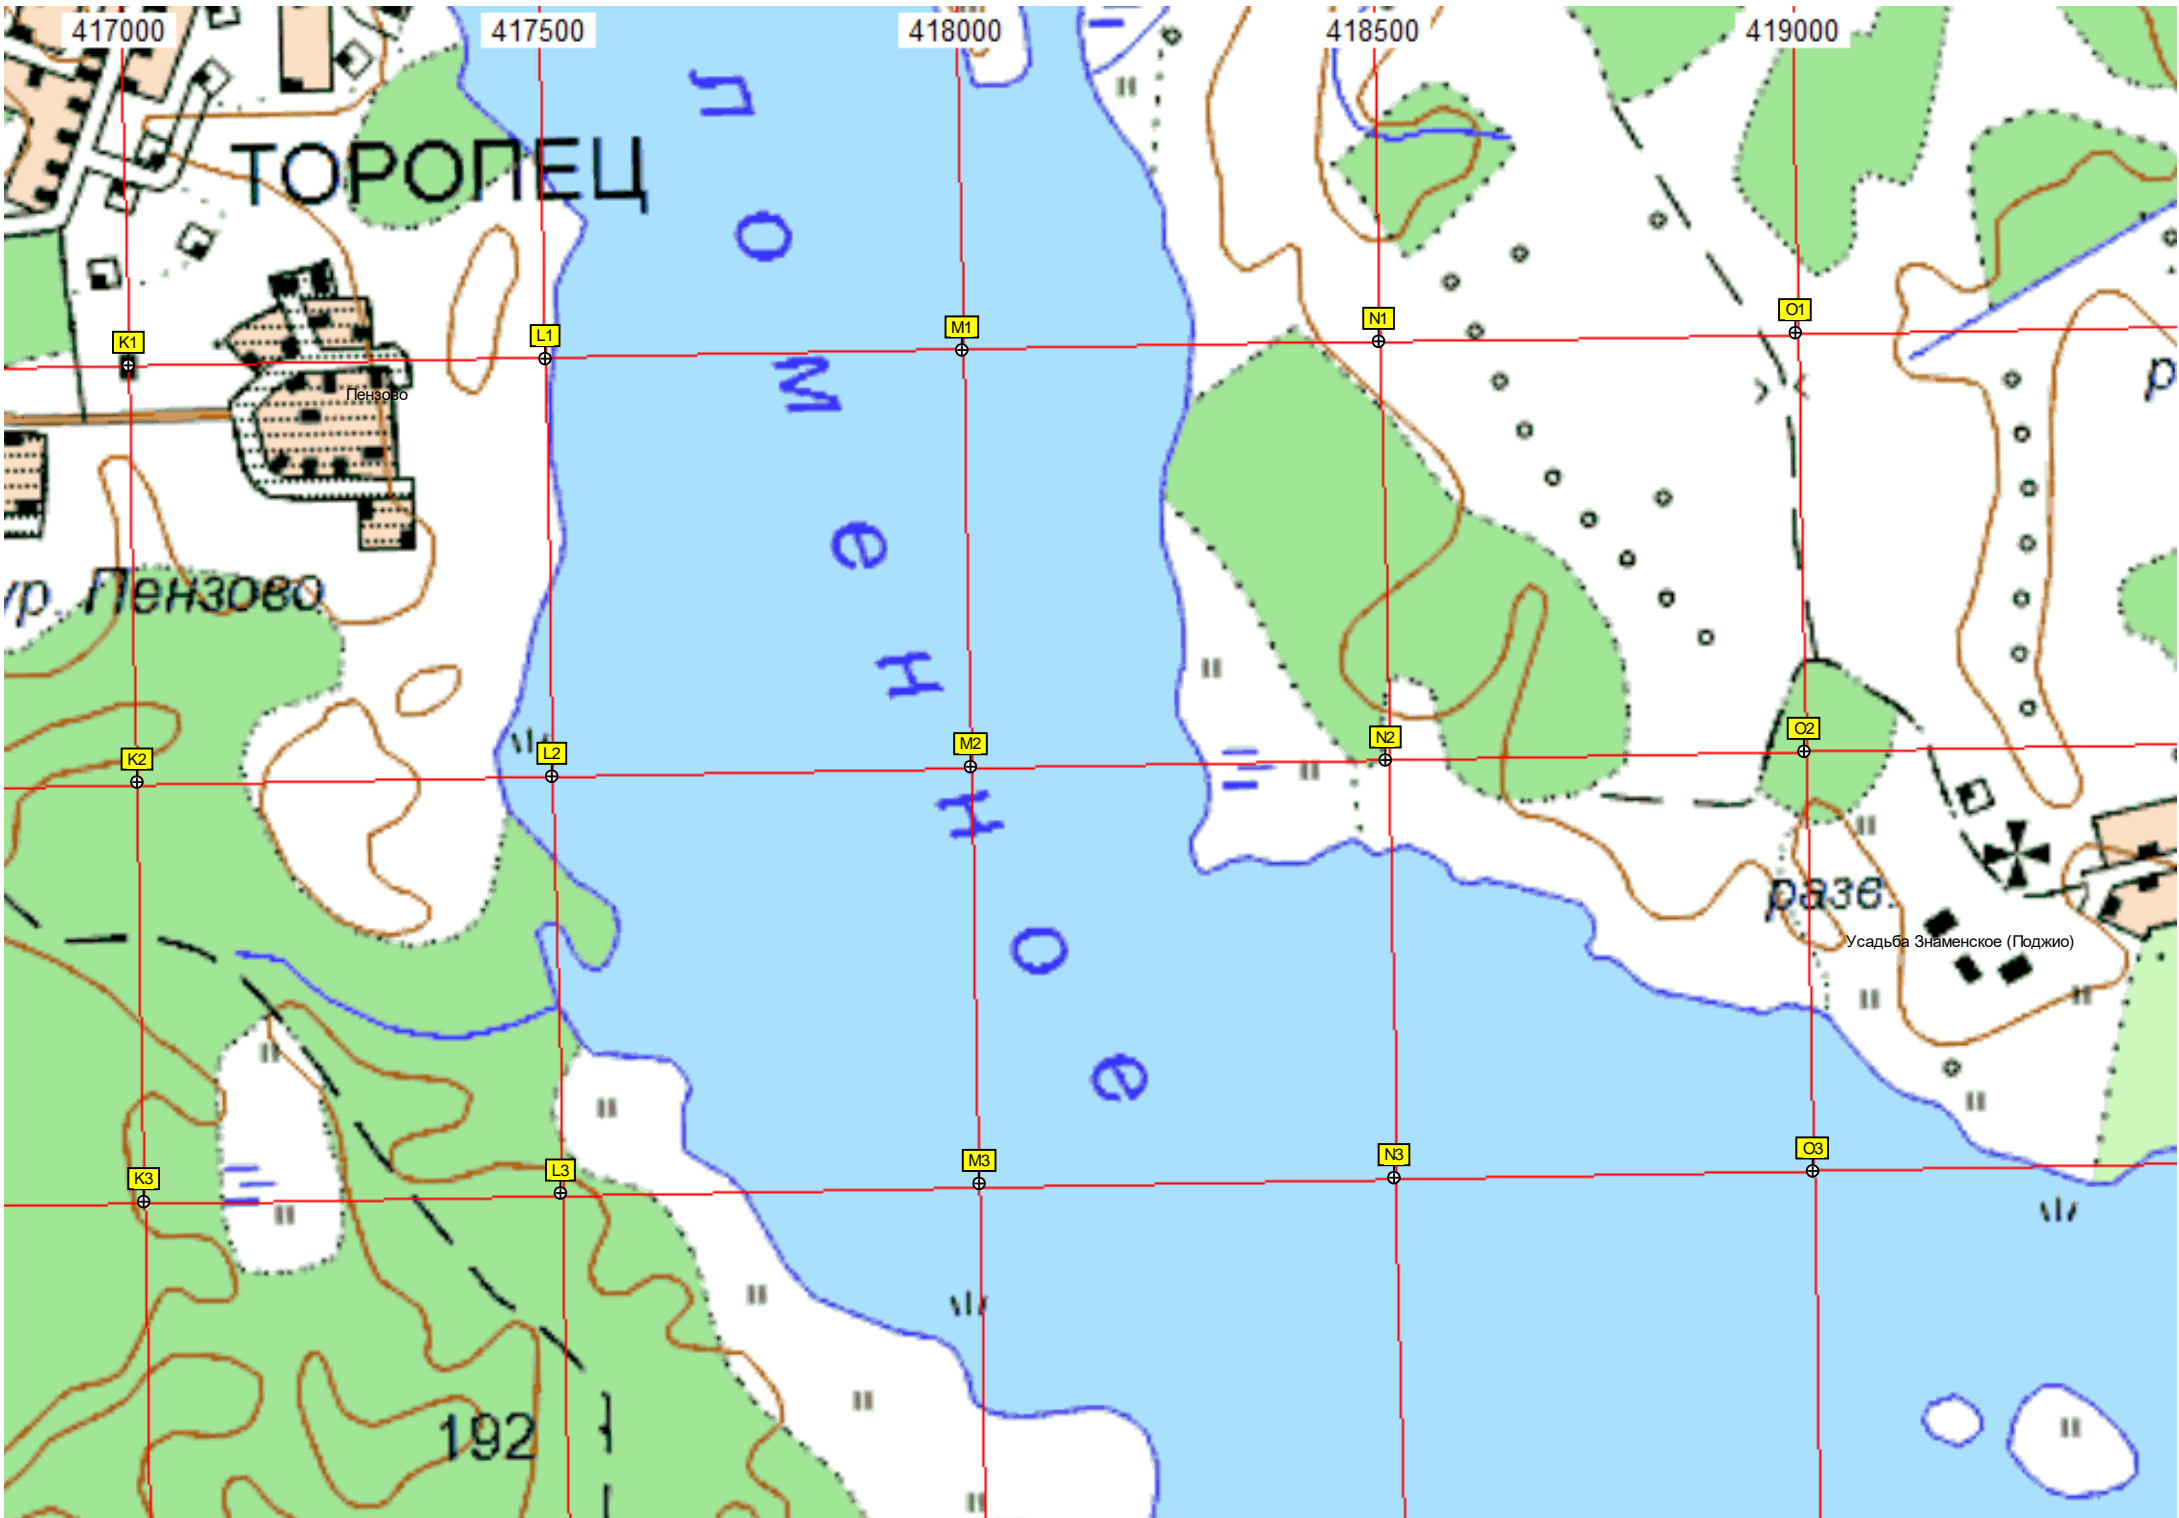 417000 417500 418000 418500 419000
ТОРОПЕЦ
Соломенное
K1 L1 M1 N1 O1
Пензово
р
ур. Пензово
K2 L2 M2 N2 O2
разв.
Усадьба Знаменское (Поджио)
K3 L3 M3 N3 O3
192